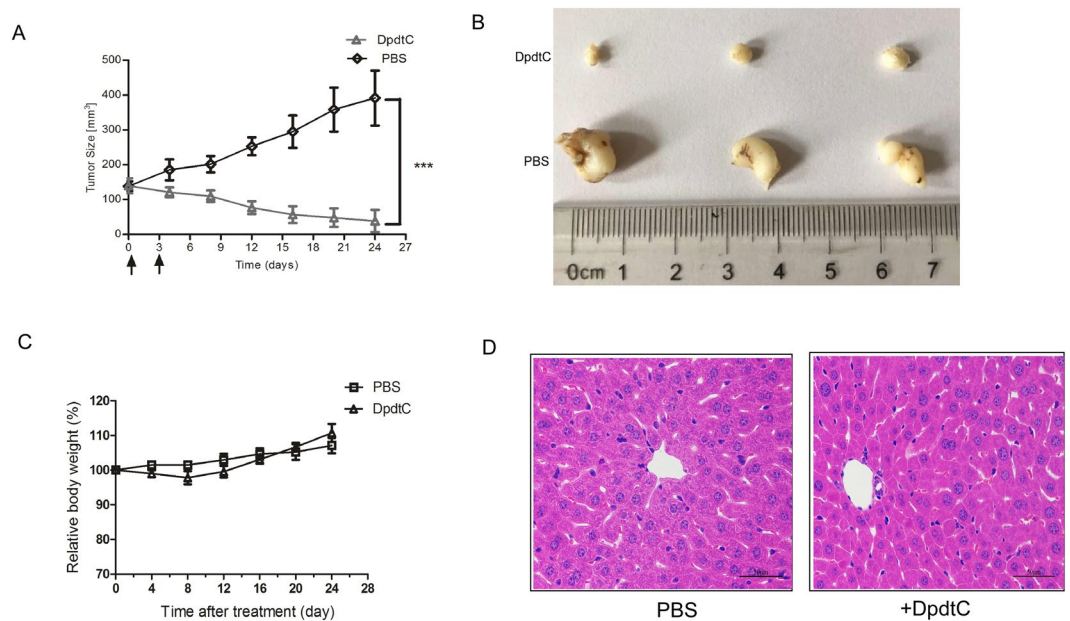 A
DpdtC
PBS
500
400
300
200
100
0
Tumor Size [mm³]
***
0 3 6 9 12 15 18 21 24 27
Time (days)
B
DpdtC
PBS
0cm 1 2 3 4 5 6 7
C
PBS
DpdtC
120
110
100
90
80
70
Relative body weight (%)
0 4 8 12 16 20 24 28
Time after treatment (day)
D
PBS
+DpdtC